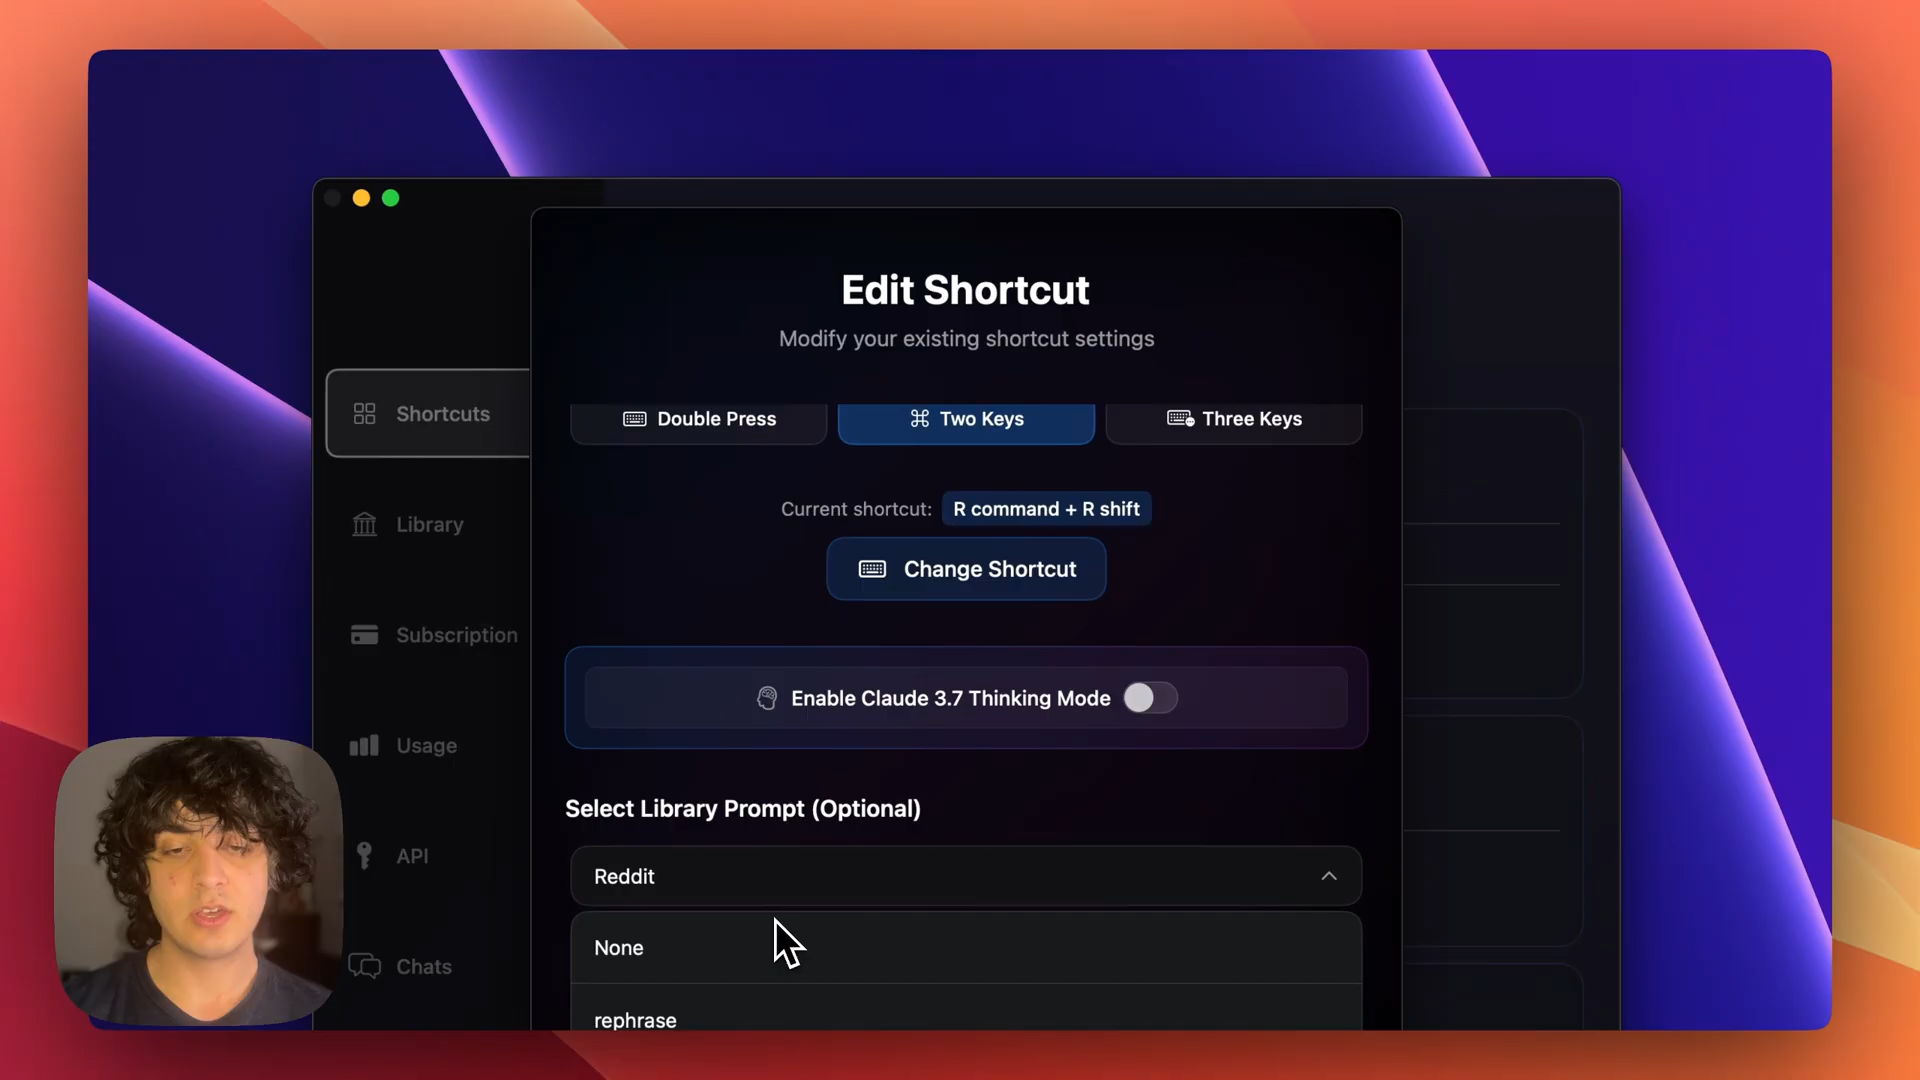 Edit Shortcut
Modify your existing shortcut settings
Double Press
Two Keys
Three Keys
Current shortcut: R command + R shift
Change Shortcut
Enable Claude 3.7 Thinking Mode
Select Library Prompt (Optional)
Reddit
None
rephrase
Shortcuts
Library
Subscription
Usage
API
Chats